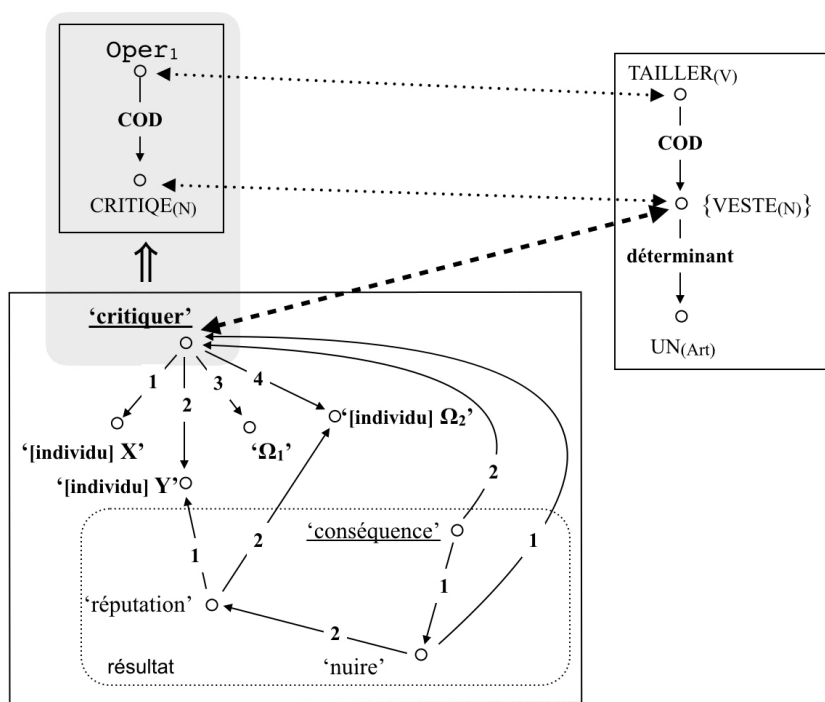 Oper₁
COD
CRITIQE(N)
TAILLER(V)
COD
{VESTE(N)}
déterminant
UN(Art)
‘critiquer’
1
2
3
4
‘[individu] X’
‘Ω₁’
‘[individu] Ω₂’
‘[individu] Y’
2
‘conséquence’
1
2
1
1
‘réputation’
2
‘nuire’
résultat